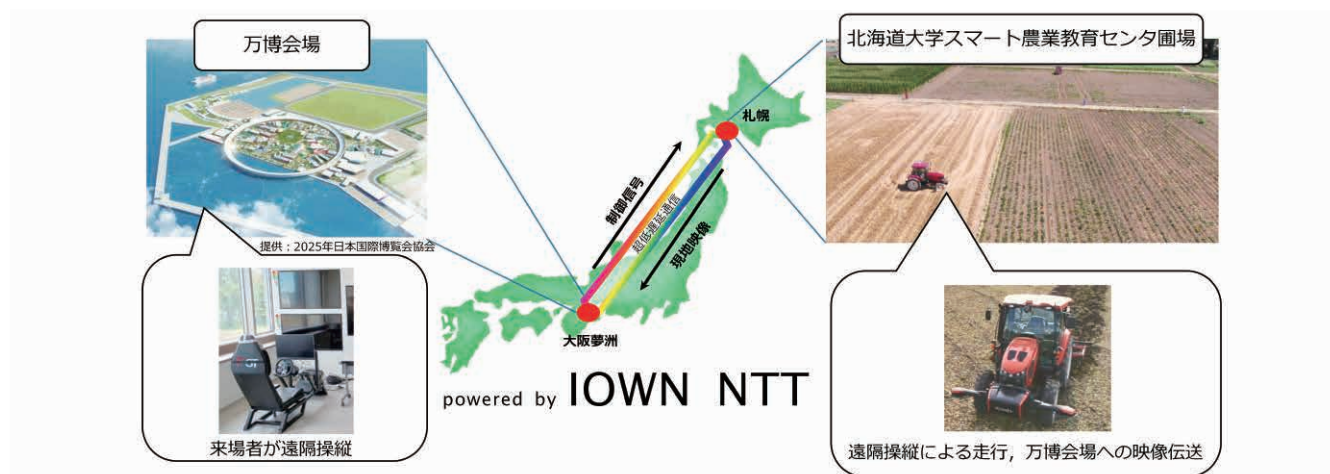 万博会場
北海道大学スマート農業教育センタ圃場
札幌
制御信号
超低遅延通信
現地映像
提供：2025年日本国際博覧会協会
大阪夢洲
powered by IOWN NTT
来場者が遠隔操縦
遠隔操縦による走行，万博会場への映像伝送